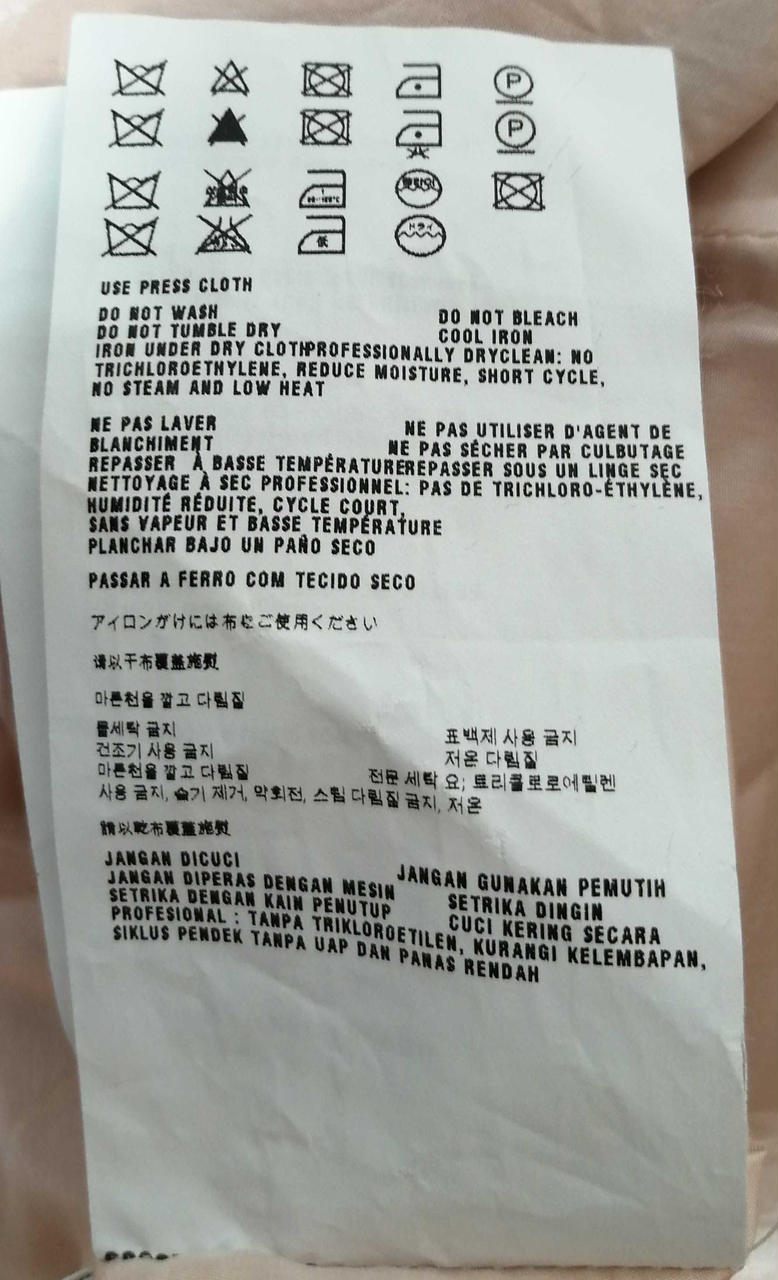 P
P
低
ドライ
USE PRESS CLOTH
DO NOT WASH DO NOT BLEACH
DO NOT TUMBLE DRY COOL IRON
IRON UNDER DRY CLOTHPROFESSIONALLY DRYCLEAN: NO
TRICHLOROETHYLENE, REDUCE MOISTURE, SHORT CYCLE,
NO STEAM AND LOW HEAT
NE PAS LAVER NE PAS UTILISER D'AGENT DE
BLANCHIMENT NE PAS SÉCHER PAR CULBUTAGE
REPASSER À BASSE TEMPÉRATUREREPASSER SOUS UN LINGE SEC
NETTOYAGE À SEC PROFESSIONNEL: PAS DE TRICHLORO-ÉTHYLÈNE,
HUMIDITÉ RÉDUITE, CYCLE COURT,
SANS VAPEUR ET BASSE TEMPÉRATURE
PLANCHAR BAJO UN PAÑO SECO
PASSAR A FERRO COM TECIDO SECO
アイロンがけには布をご使用ください
请以干布覆盖施熨
마른천을 깔고 다림질
물세탁 금지 표백제 사용 금지
건조기 사용 금지 저온 다림질
마른천을 깔고 다림질 전문 세탁 요; 트리클로로에틸렌
사용 금지, 습기 제거, 약회전, 스팀 다림질 금지, 저온
請以乾布覆蓋施熨
JANGAN DICUCI JANGAN GUNAKAN PEMUTIH
JANGAN DIPERAS DENGAN MESIN SETRIKA DINGIN
SETRIKA DENGAN KAIN PENUTUP CUCI KERING SECARA
PROFESIONAL : TANPA TRIKLOROETILEN, KURANGI KELEMBAPAN,
SIKLUS PENDEK TANPA UAP DAN PANAS RENDAH